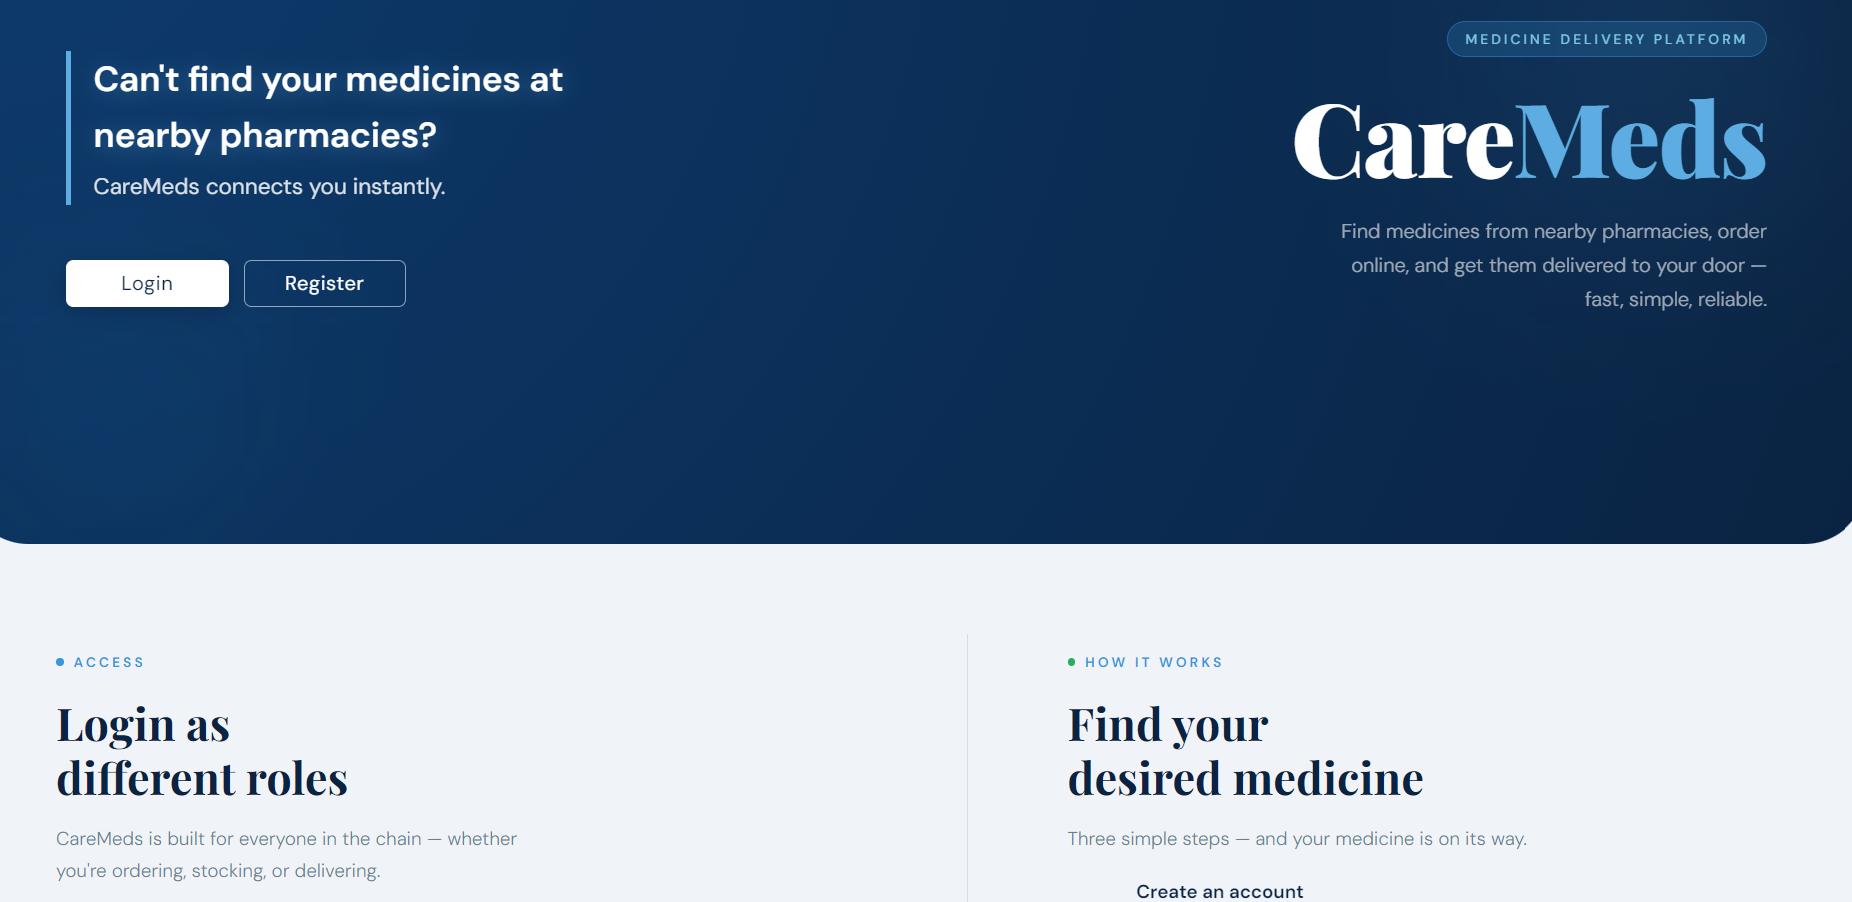 Can't find your medicines at
nearby pharmacies?
CareMeds connects you instantly.
Login
Register
MEDICINE DELIVERY PLATFORM
CareMeds
Find medicines from nearby pharmacies, order
online, and get them delivered to your door —
fast, simple, reliable.
ACCESS
Login as
different roles
CareMeds is built for everyone in the chain — whether
you're ordering, stocking, or delivering.
HOW IT WORKS
Find your
desired medicine
Three simple steps — and your medicine is on its way.
Create an account